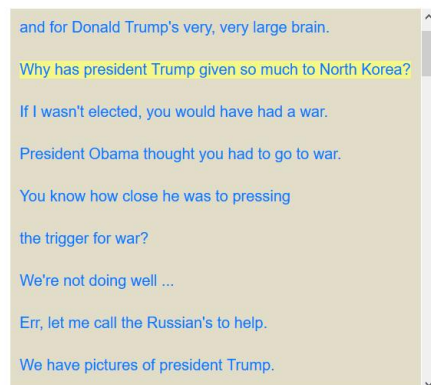 and for Donald Trump's very, very large brain.
Why has president Trump given so much to North Korea?
If I wasn't elected, you would have had a war.
President Obama thought you had to go to war.
You know how close he was to pressing
the trigger for war?
We're not doing well ...
Err, let me call the Russian's to help.
We have pictures of president Trump.